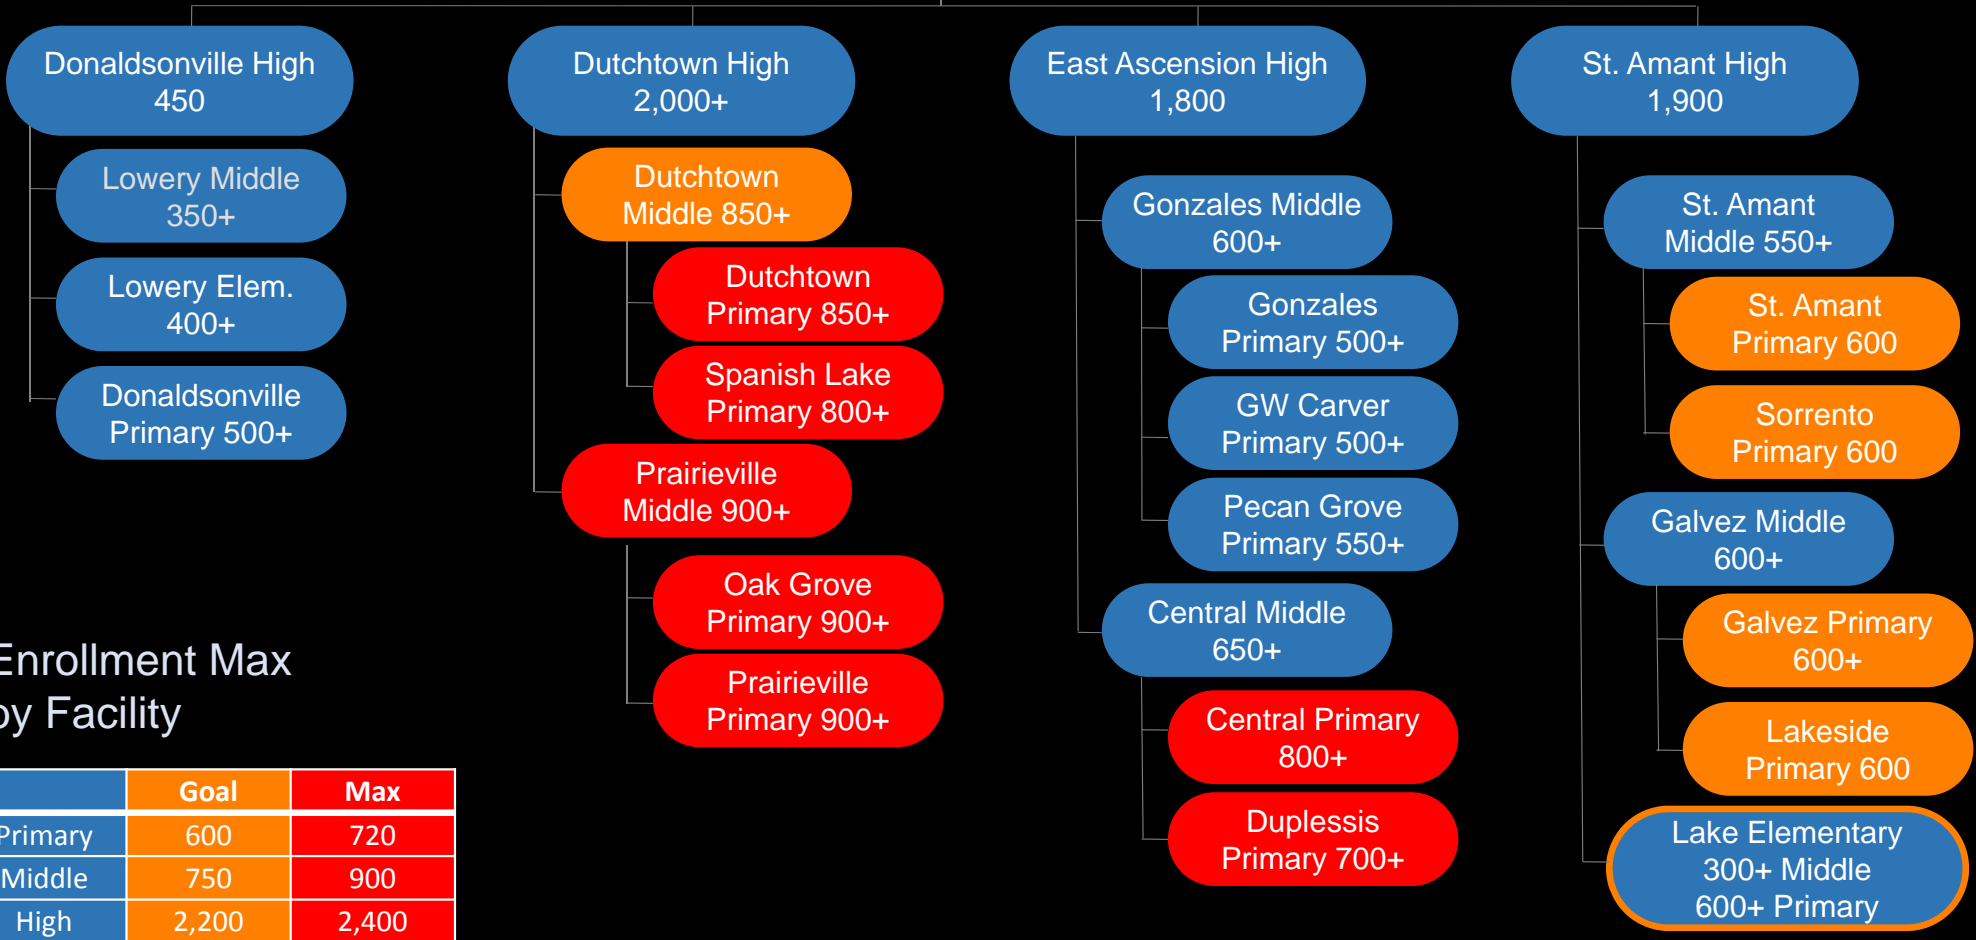 Donaldsonville High
450
Lowery Middle
350+
Lowery Elem.
400+
Donaldsonville
Primary 500+
Dutchtown High
2,000+
Dutchtown
Middle 850+
Dutchtown
Primary 850+
Spanish Lake
Primary 800+
Prairieville
Middle 900+
Oak Grove
Primary 900+
Prairieville
Primary 900+
East Ascension High
1,800
Gonzales Middle
600+
Gonzales
Primary 500+
GW Carver
Primary 500+
Pecan Grove
Primary 550+
Central Middle
650+
Central Primary
800+
Duplessis
Primary 700+
St. Amant High
1,900
St. Amant
Middle 550+
St. Amant
Primary 600
Sorrento
Primary 600
Galvez Middle
600+
Galvez Primary
600+
Lakeside
Primary 600
Lake Elementary
300+ Middle
600+ Primary
Enrollment Max
by Facility
Goal Max
Primary 600 720
Middle 750 900
High 2,200 2,400